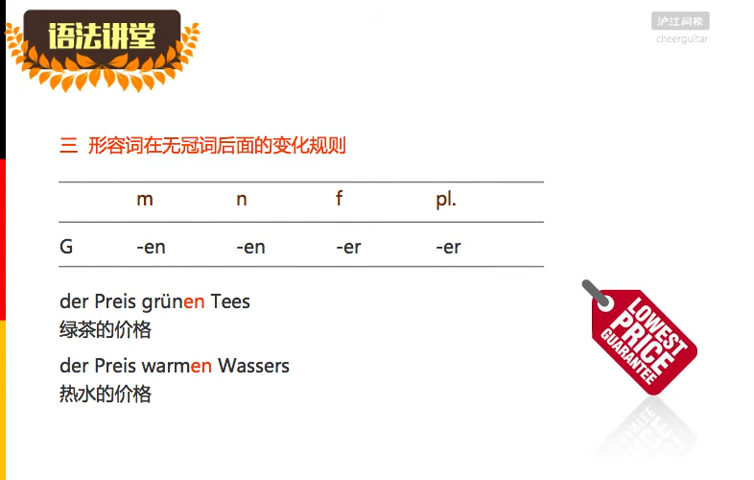 语法讲堂
沪江网校
cheerguitar
三 形容词在无冠词后面的变化规则
m n f pl.
G -en -en -er -er
der Preis grünen Tees
绿茶的价格
der Preis warmen Wassers
热水的价格
LOWEST
PRICE
GUARANTEE